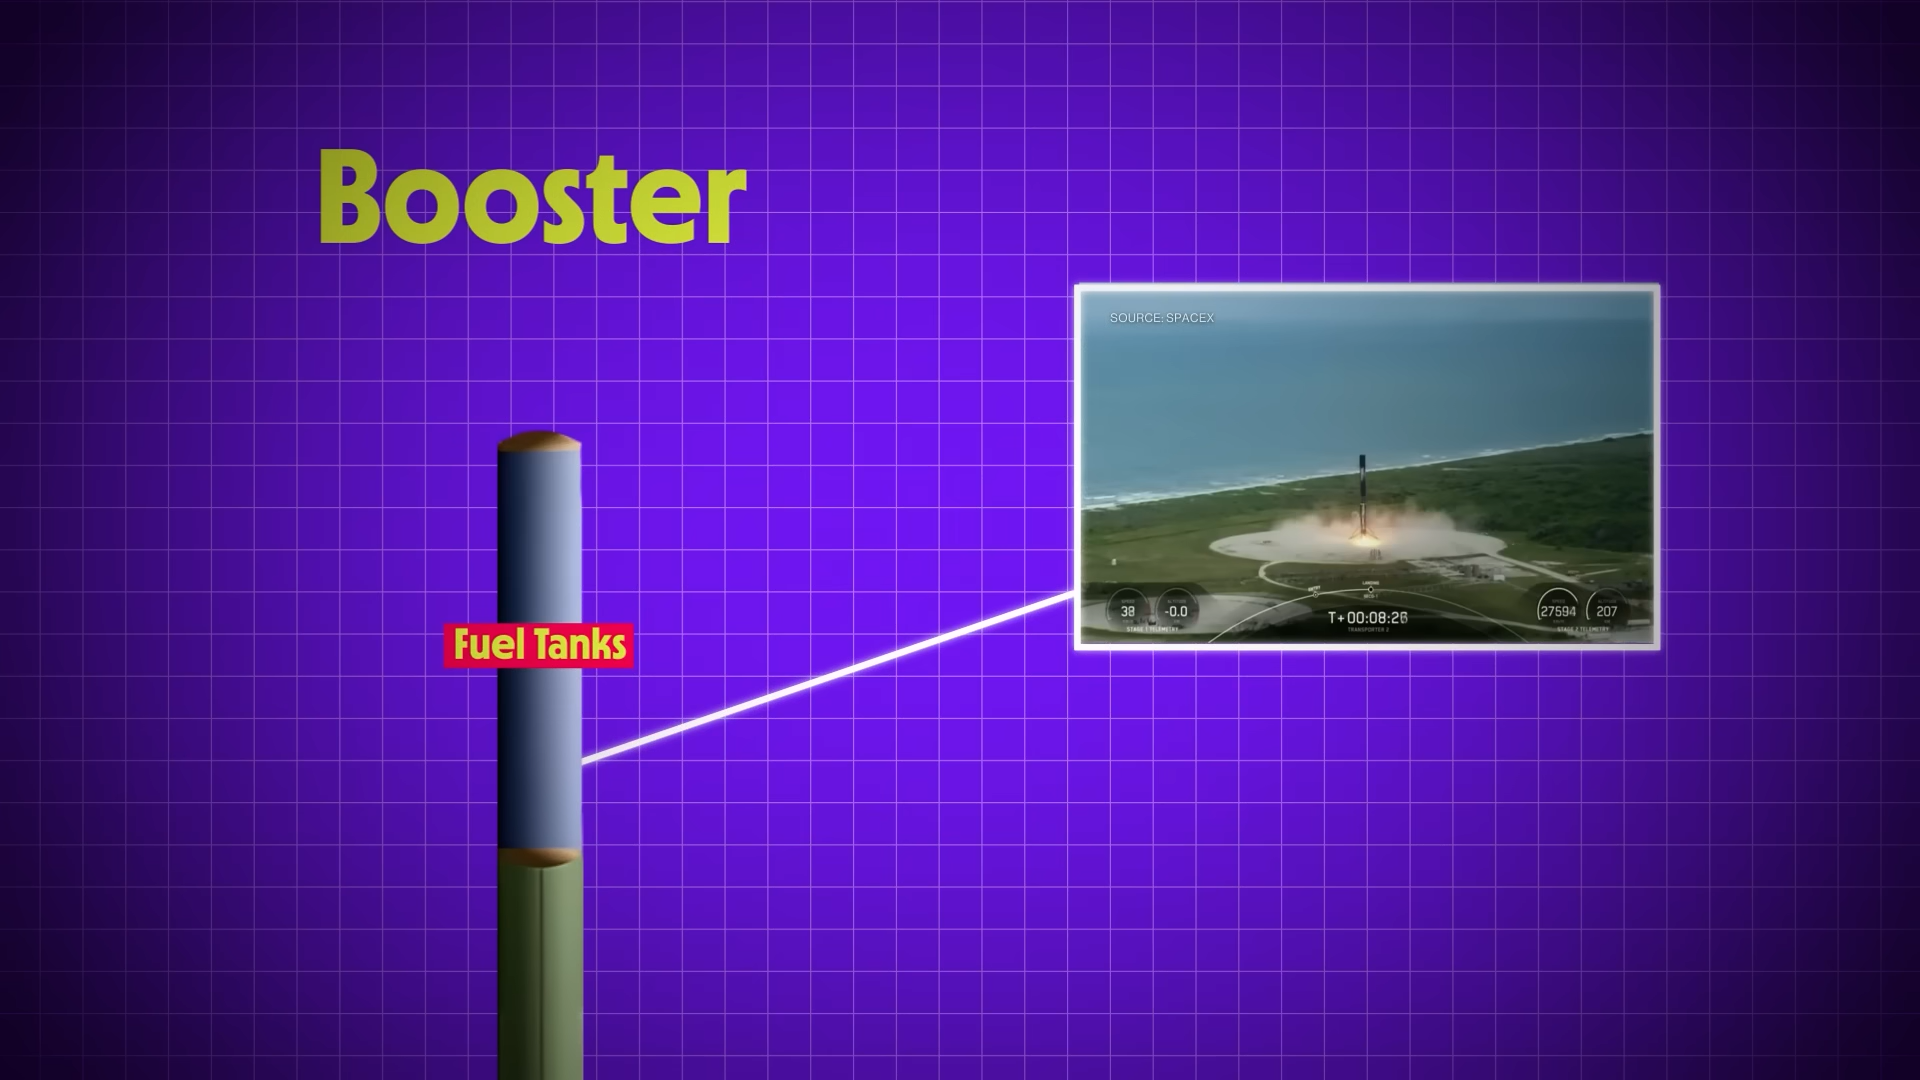 Booster
SOURCE: SPACEX
Fuel Tanks
38
-0.0
T+00:08:26
27594
207